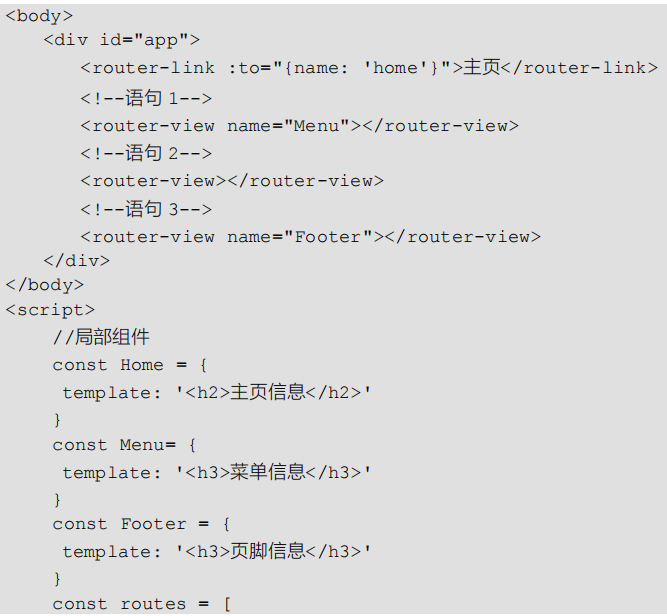 <body>
<div id="app">
<router-link :to="{name: 'home'}">主页</router-link>
<!--语句 1-->
<router-view name="Menu"></router-view>
<!--语句 2-->
<router-view></router-view>
<!--语句 3-->
<router-view name="Footer"></router-view>
</div>
</body>
<script>
//局部组件
const Home = {
template: '<h2>主页信息</h2>'
}
const Menu= {
template: '<h3>菜单信息</h3>'
}
const Footer = {
template: '<h3>页脚信息</h3>'
}
const routes = [